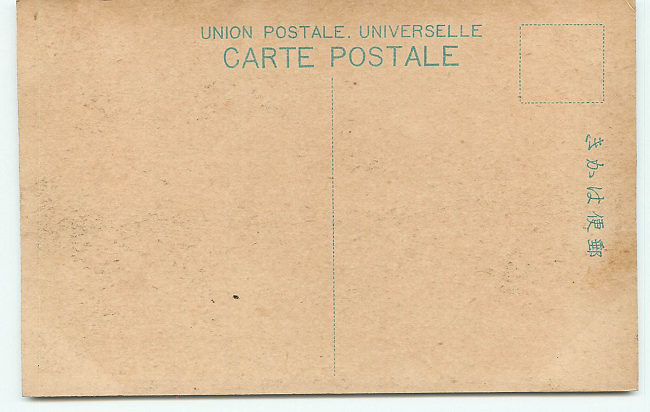 UNION POSTALE. UNIVERSELLE
CARTE POSTALE
郵便はかき